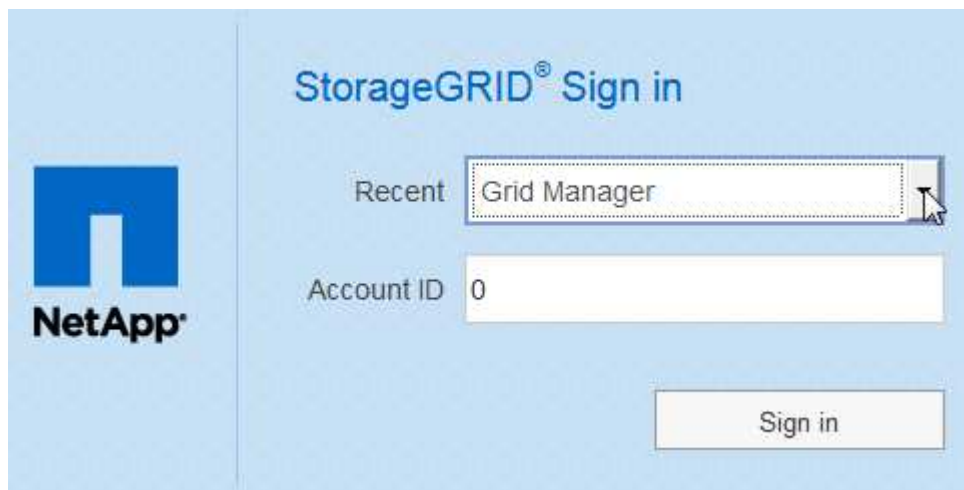 StorageGRID® Sign in
Recent Grid Manager
Account ID 0
NetApp®
Sign in